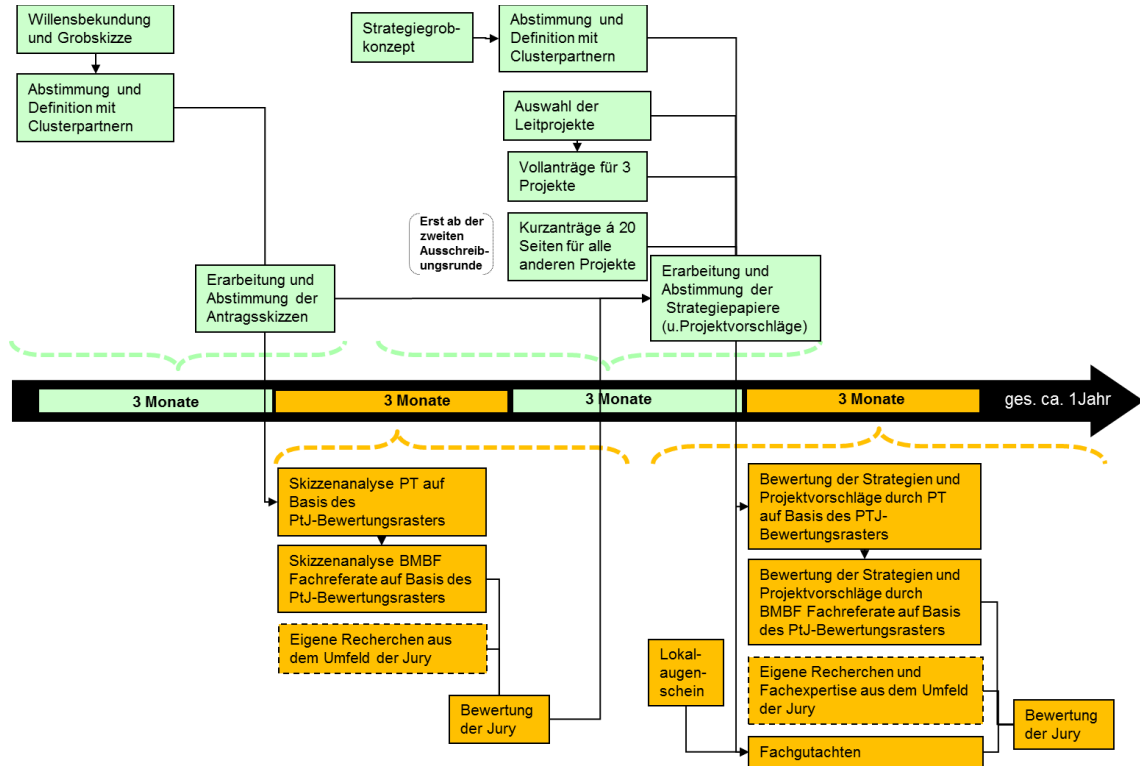 Willensbekundung
und Grobskizze
Abstimmung und
Definition mit
Clusterpartnern
Strategiegrob-
konzept
Abstimmung und
Definition mit
Clusterpartnern
Auswahl der
Leitprojekte
Vollanträge für 3
Projekte
Erst ab der
zweiten
Ausschreib-
ungsrunde
Kurzanträge á 20
Seiten für alle
anderen Projekte
Erarbeitung und
Abstimmung der
Antragsskizzen
Erarbeitung und
Abstimmung der
Strategiepapiere
(u.Projektvorschläge)
3 Monate
3 Monate
3 Monate
3 Monate
ges. ca. 1Jahr
Skizzenanalyse PT auf
Basis des
PtJ-Bewertungsrasters
Skizzenanalyse BMBF
Fachreferate auf Basis des
PtJ-Bewertungsrasters
Eigene Recherchen aus
dem Umfeld der Jury
Bewertung
der Jury
Bewertung der Strategien und
Projektvorschläge durch PT
auf Basis des PTJ-
Bewertungsrasters
Bewertung der Strategien und
Projektvorschläge durch
BMBF Fachreferate auf Basis
des PtJ-Bewertungsrasters
Lokal-
augen-
schein
Eigene Recherchen und
Fachexpertise aus dem Umfeld
der Jury
Fachgutachten
Bewertung
der Jury